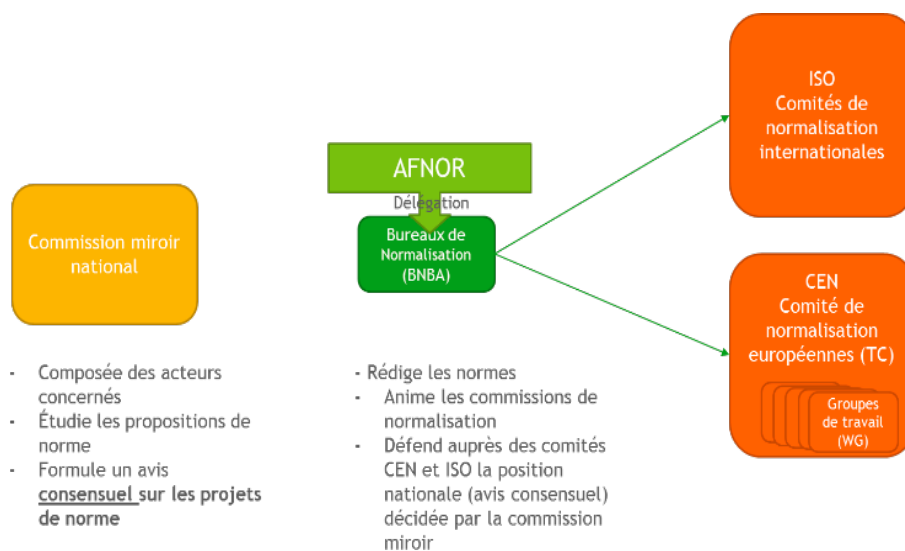 ISO
Comités de
normalisation
internationales
AFNOR
Délégation
Commission miroir
national
Bureaux de
Normalisation
(BNBA)
CEN
Comité de
normalisation
européennes (TC)
Groupes
de travail
(WG)
- Composée des acteurs
concernés
- Étudie les propositions de
norme
- Formule un avis
consensuel sur les projets
de norme
- Rédige les normes
- Anime les commissions de
normalisation
- Défend auprès des comités
CEN et ISO la position
nationale (avis consensuel)
décidée par la commission
miroir